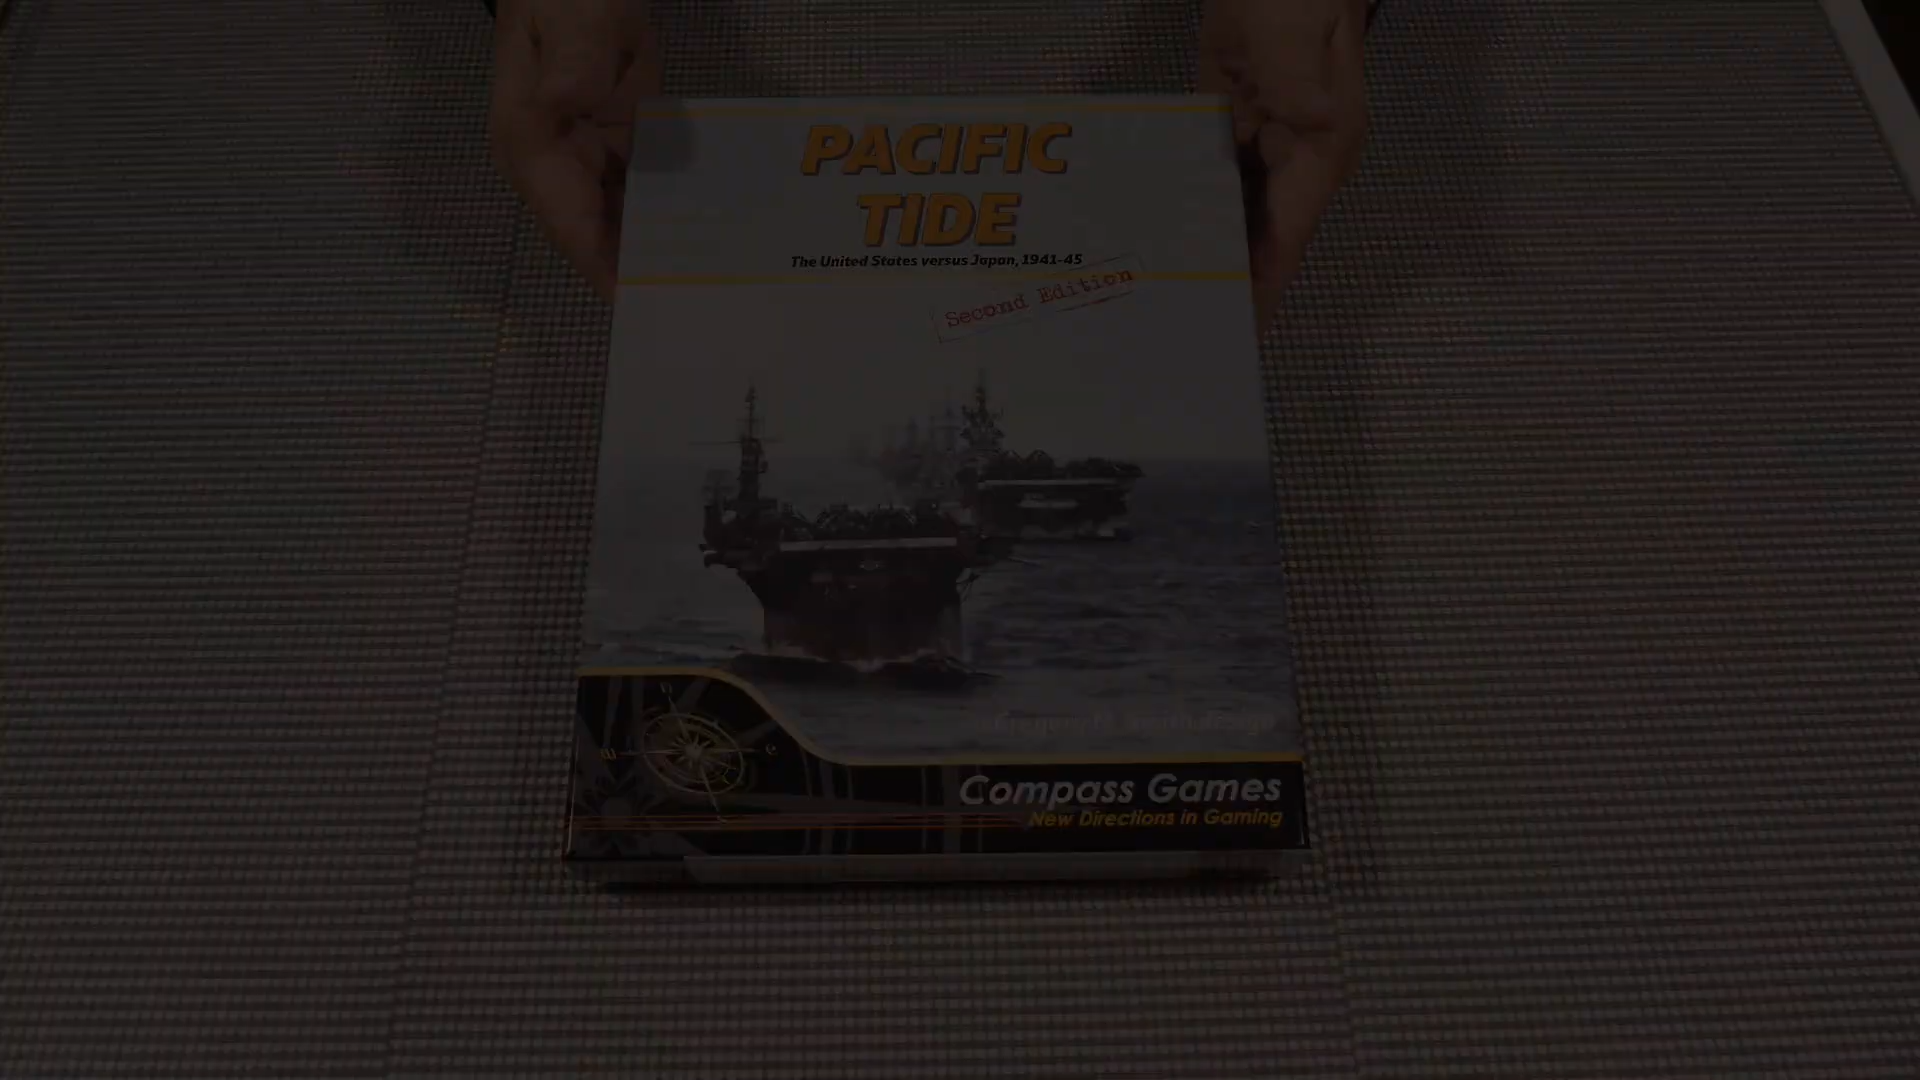 PACIFIC
TIDE
The United States versus Japan, 1941-45
Second Edition
Compass Games
New Directions in Gaming